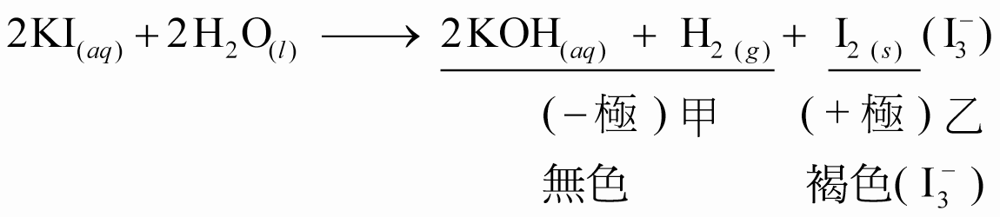 2KI(aq) + 2H₂O(l) ⟶ 2KOH(aq) + H₂(g) + I₂(s) (I₃⁻)
(－極) 甲 (＋極) 乙
無色 褐色(I₃⁻)